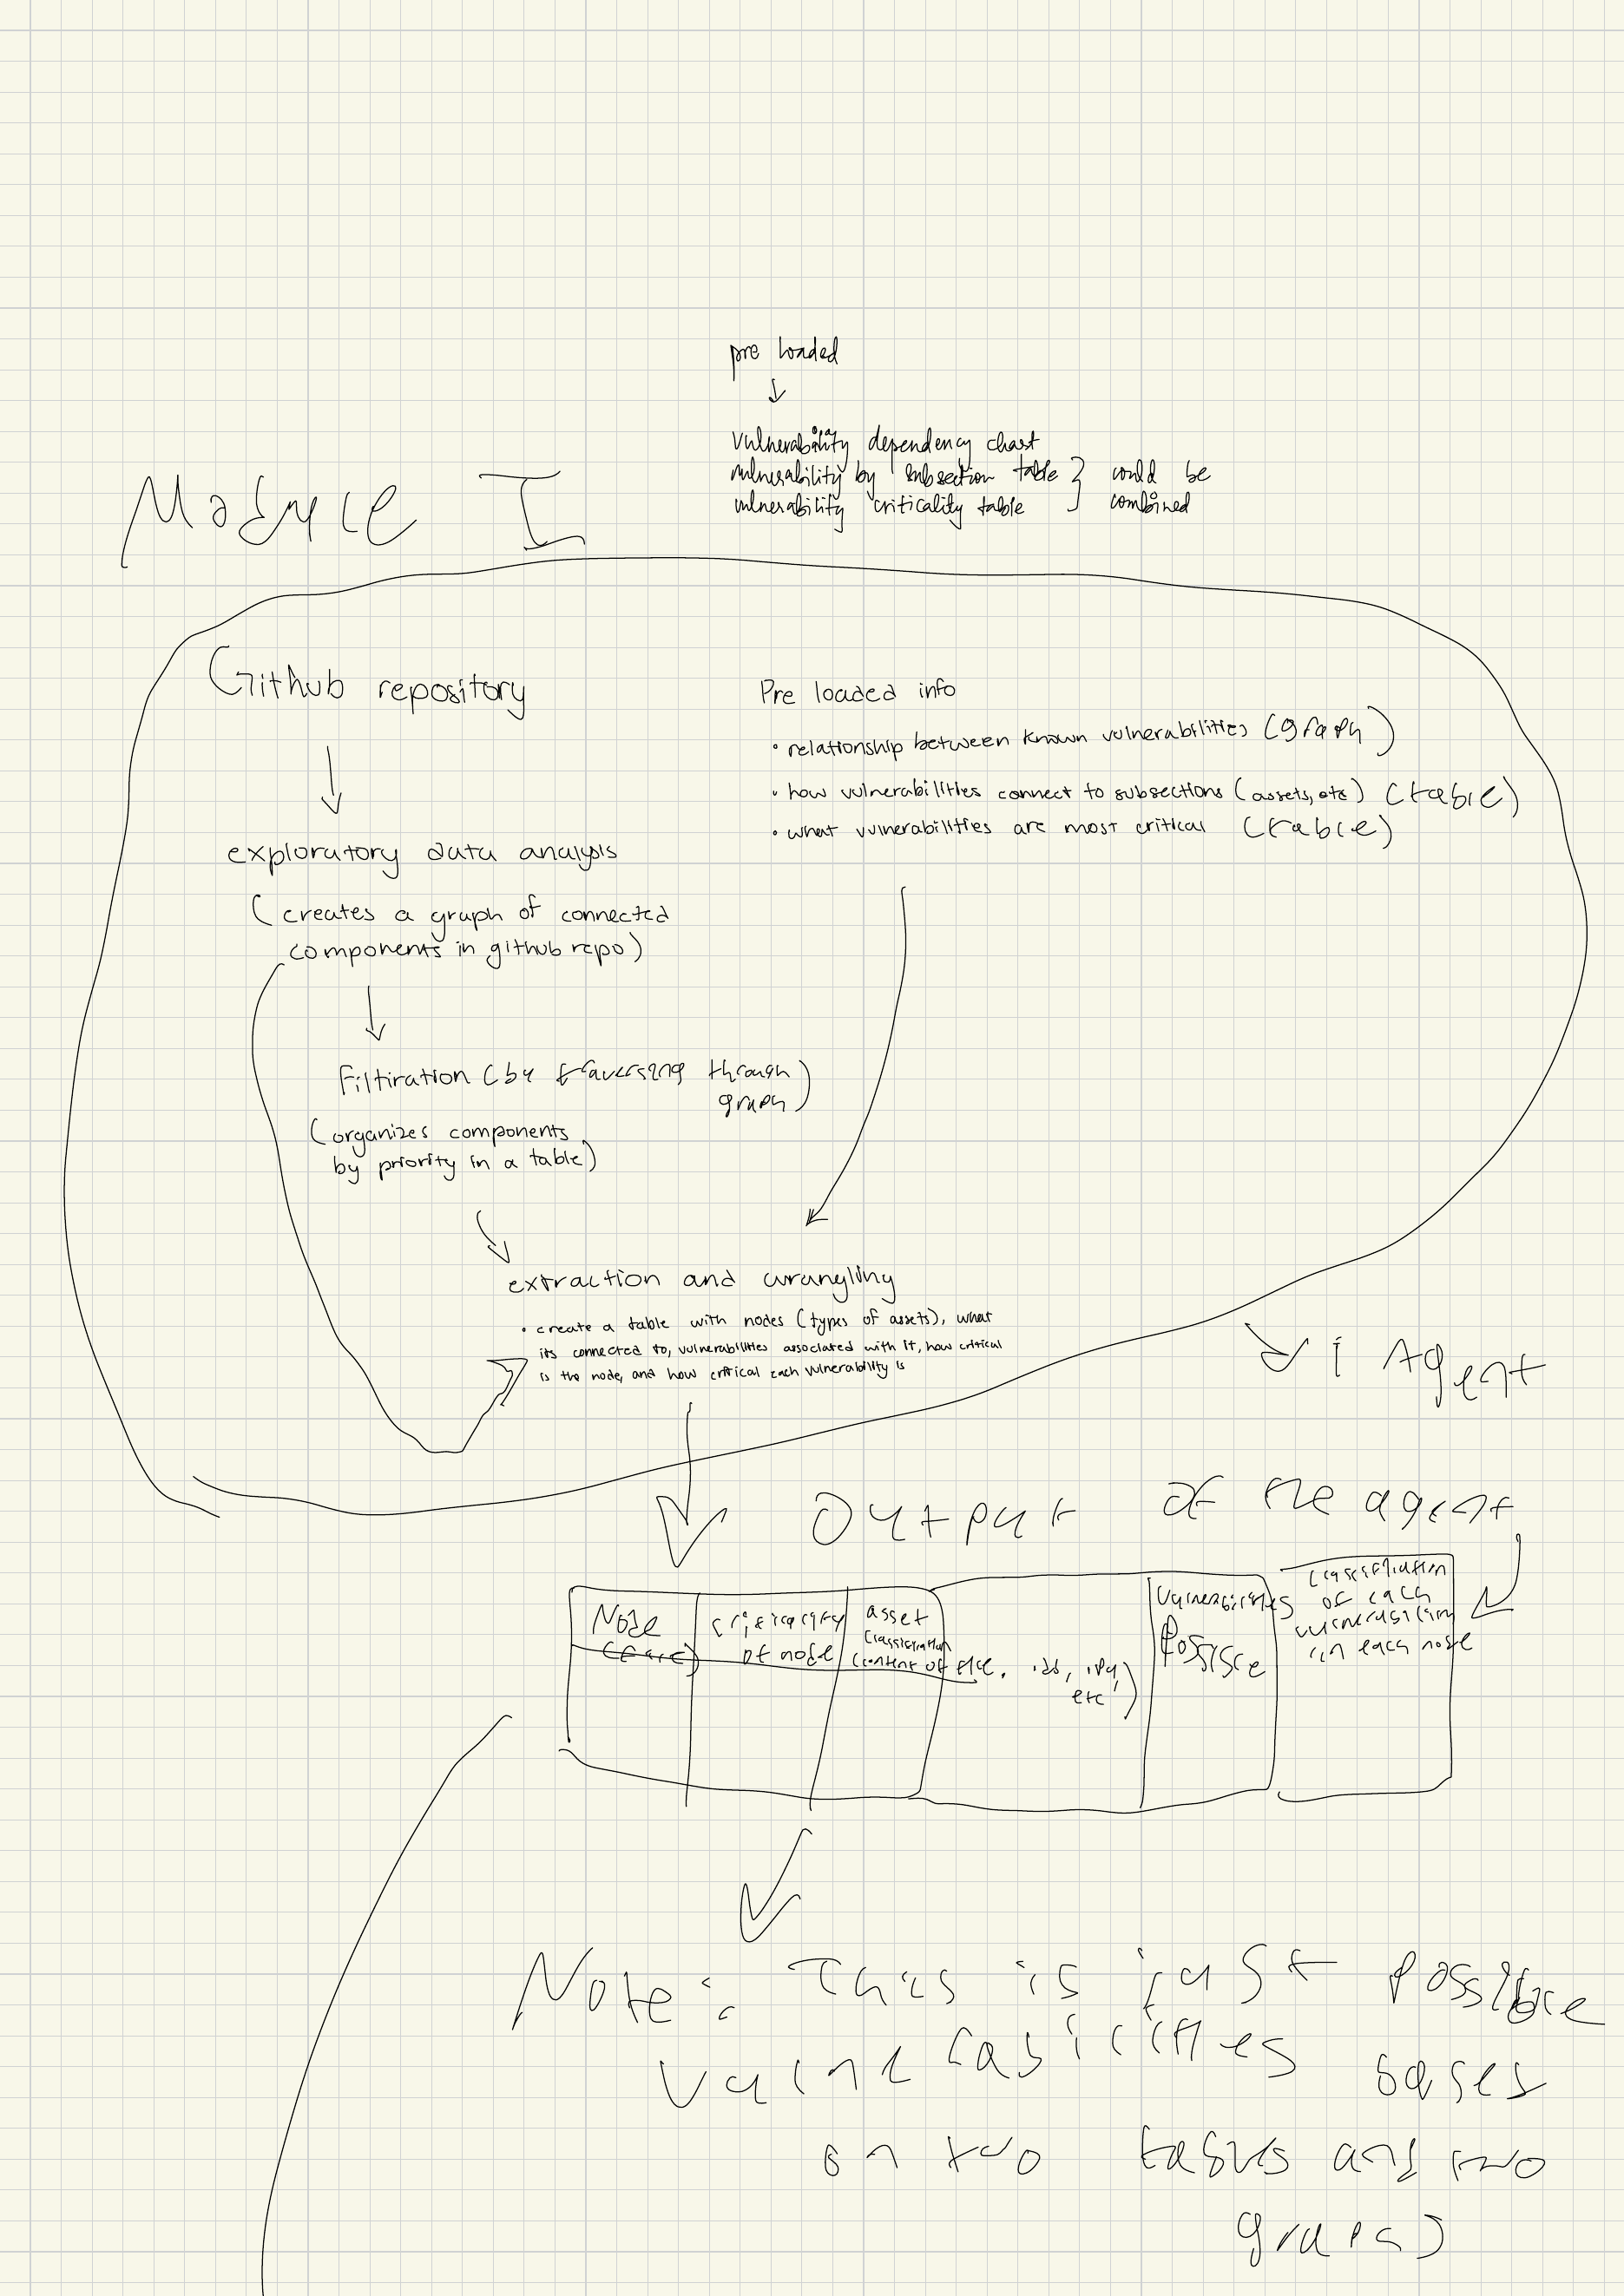 pre loaded
vulnerability dependency chart
vulnerability by subsection table } could be
vulnerability criticality table } combined
Module I
Github repository
Pre loaded info
• relationship between known vulnerabilities (graph)
• how vulnerabilities connect to subsections (assets, etc) (table)
• what vulnerabilities are most critical (table)
exploratory data analysis
(creates a graph of connected
components in github repo)
Filtiration (by traversing through
graph)
(organizes components
by priority in a table)
extraction and wrangling
• create a table with nodes (types of assets), what
its connected to, vulnerabilities associated with it, how critical
is the node, and how critical each vulnerability is
1 Agent
Output of the agent
Node
criticality
of node
asset
classification
(content of file, ids, ipa,
etc)
Vulnerabilities
Possible
Classification
of each
vulnerability
in each node
Note: This is just possible
vulnerabilities based
on two tables and two
graphs)